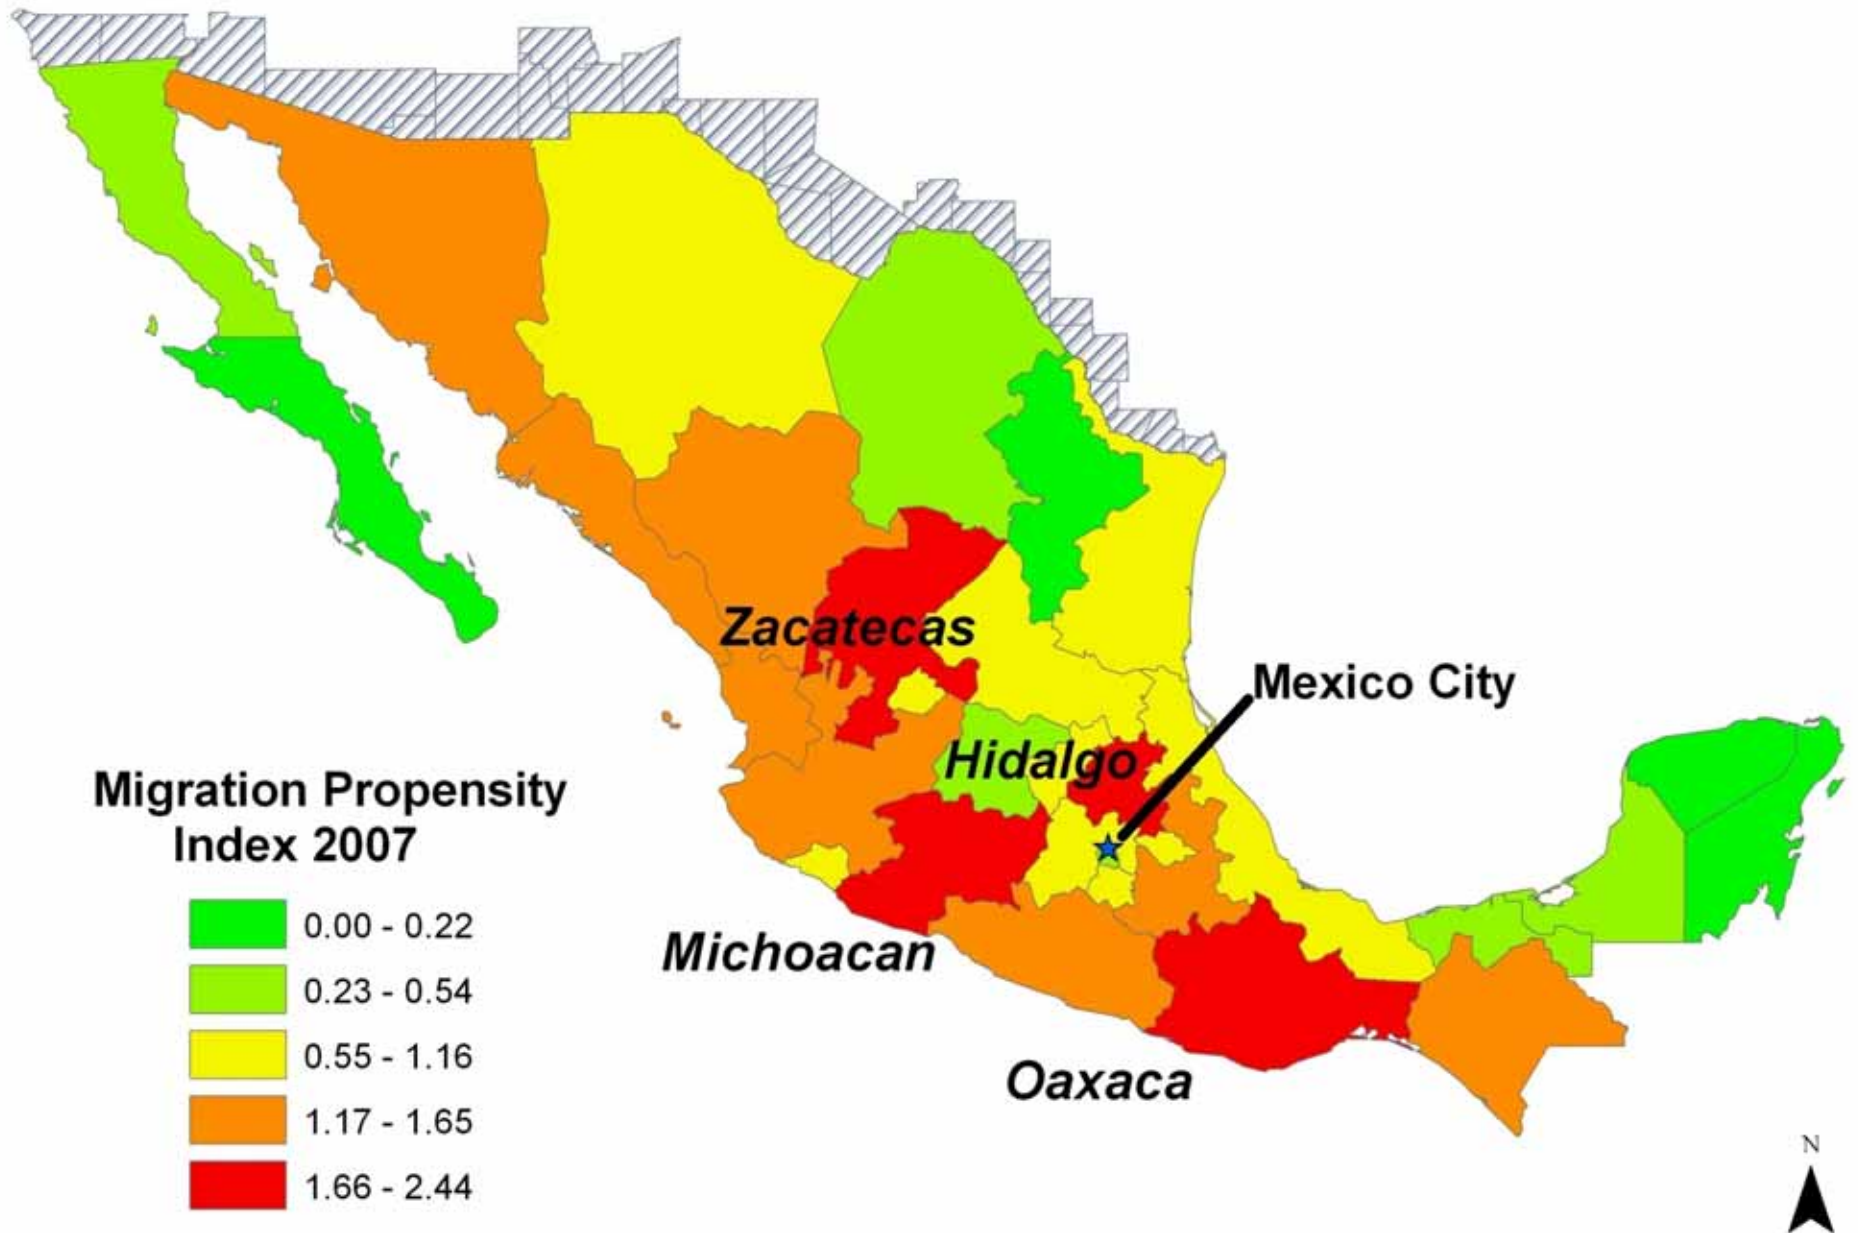 Zacatecas
Mexico City
Hidalgo
Migration Propensity
Index 2007
0.00 - 0.22
0.23 - 0.54
0.55 - 1.16
1.17 - 1.65
1.66 - 2.44
Michoacan
Oaxaca
N